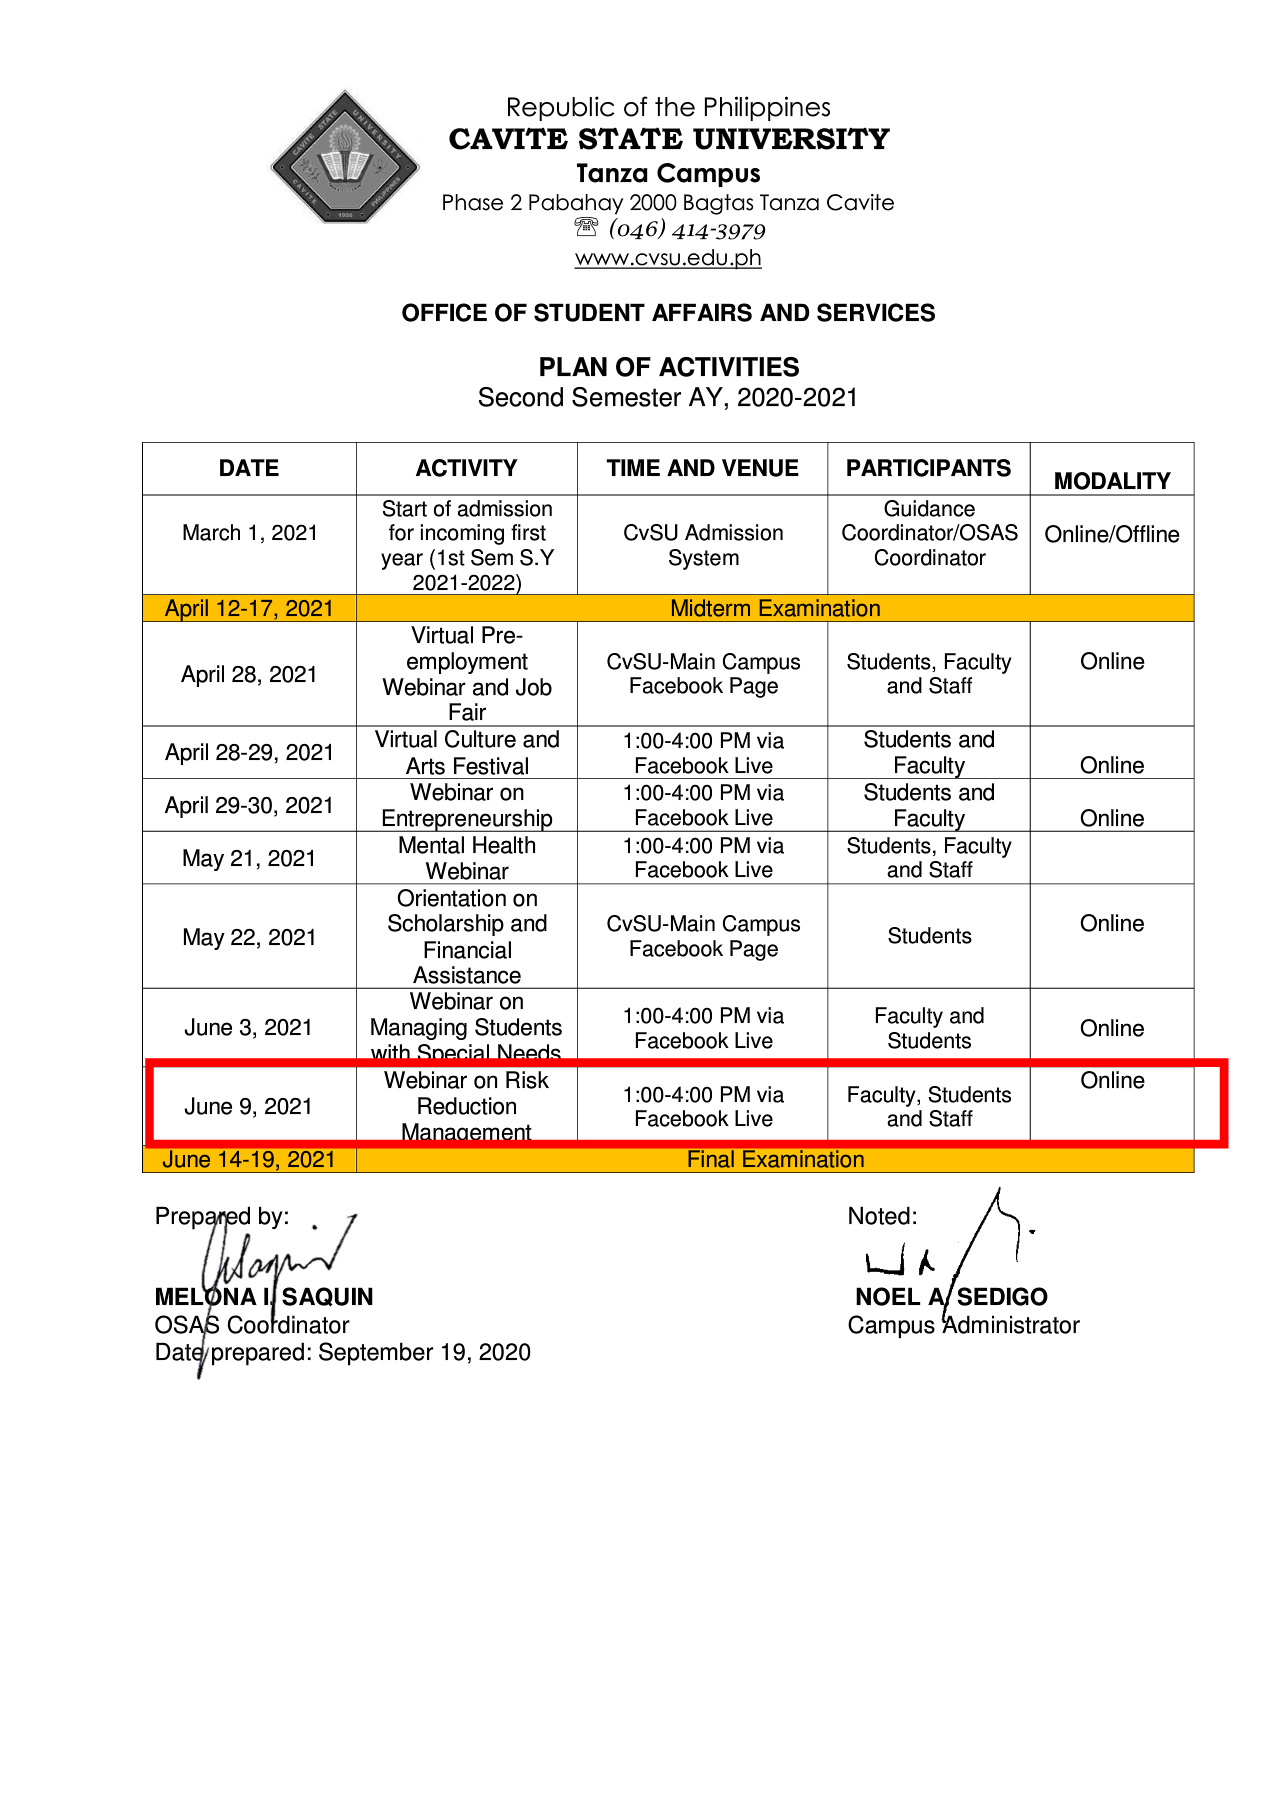 CAVITE STATE UNIVERSITY
CAVITE PHILIPPINES
1906
Republic of the Philippines
CAVITE STATE UNIVERSITY
Tanza Campus
Phase 2 Pabahay 2000 Bagtas Tanza Cavite
☏ (046) 414-3979
www.cvsu.edu.ph
OFFICE OF STUDENT AFFAIRS AND SERVICES
PLAN OF ACTIVITIES
Second Semester AY, 2020-2021
DATE ACTIVITY TIME AND VENUE PARTICIPANTS MODALITY
March 1, 2021
Start of admission
for incoming first
year (1st Sem S.Y
2021-2022)
CvSU Admission
System
Guidance
Coordinator/OSAS
Coordinator
Online/Offline
April 12-17, 2021 Midterm Examination
April 28, 2021
Virtual Pre-
employment
Webinar and Job
Fair
CvSU-Main Campus
Facebook Page
Students, Faculty
and Staff
Online
April 28-29, 2021
Virtual Culture and
Arts Festival
1:00-4:00 PM via
Facebook Live
Students and
Faculty
Online
April 29-30, 2021
Webinar on
Entrepreneurship
1:00-4:00 PM via
Facebook Live
Students and
Faculty
Online
May 21, 2021
Mental Health
Webinar
1:00-4:00 PM via
Facebook Live
Students, Faculty
and Staff
May 22, 2021
Orientation on
Scholarship and
Financial
Assistance
CvSU-Main Campus
Facebook Page
Students
Online
June 3, 2021
Webinar on
Managing Students
with Special Needs
1:00-4:00 PM via
Facebook Live
Faculty and
Students
Online
June 9, 2021
Webinar on Risk
Reduction
Management
1:00-4:00 PM via
Facebook Live
Faculty, Students
and Staff
Online
June 14-19, 2021 Final Examination
Prepared by:
MELONA I. SAQUIN
OSAS Coordinator
Date prepared: September 19, 2020
Noted:
NOEL A. SEDIGO
Campus Administrator